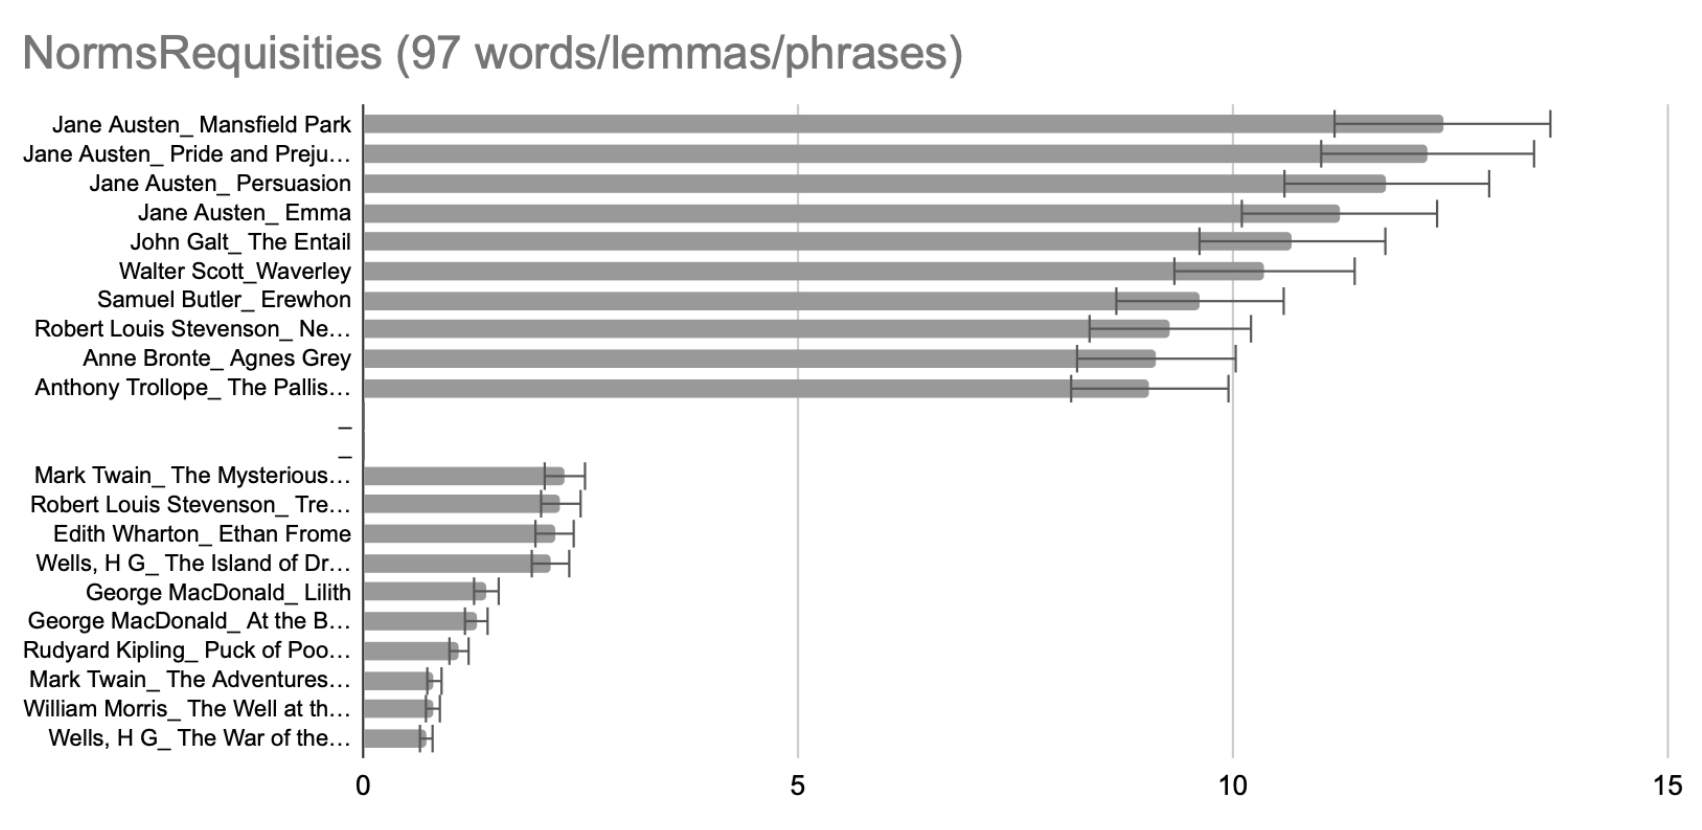 NormsRequisities (97 words/lemmas/phrases)
Jane Austen_ Mansfield Park
Jane Austen_ Pride and Preju…
Jane Austen_ Persuasion
Jane Austen_ Emma
John Galt_ The Entail
Walter Scott_Waverley
Samuel Butler_ Erewhon
Robert Louis Stevenson_ Ne…
Anne Bronte_ Agnes Grey
Anthony Trollope_ The Pallis…
_
_
Mark Twain_ The Mysterious…
Robert Louis Stevenson_ Tre…
Edith Wharton_ Ethan Frome
Wells, H G_ The Island of Dr…
George MacDonald_ Lilith
George MacDonald_ At the B…
Rudyard Kipling_ Puck of Poo…
Mark Twain_ The Adventures…
William Morris_ The Well at th…
Wells, H G_ The War of the…
0 5 10 15